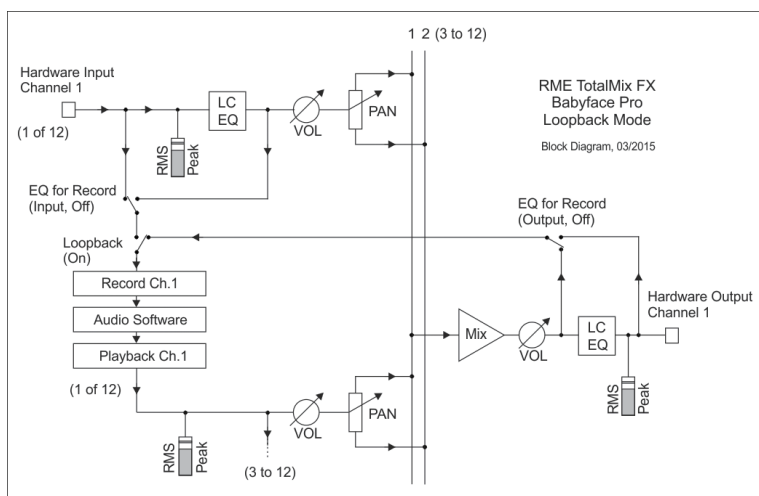 1 2 (3 to 12)
Hardware Input
Channel 1
(1 of 12)
LC
EQ
VOL
PAN
RMS
Peak
RME TotalMix FX
Babyface Pro
Loopback Mode
Block Diagram, 03/2015
EQ for Record
(Input, Off)
EQ for Record
(Output, Off)
Loopback
(On)
Record Ch.1
Audio Software
Playback Ch.1
(1 of 12)
Hardware Output
Channel 1
Mix
VOL
LC
EQ
RMS
Peak
PAN
VOL
RMS
Peak
(3 to 12)